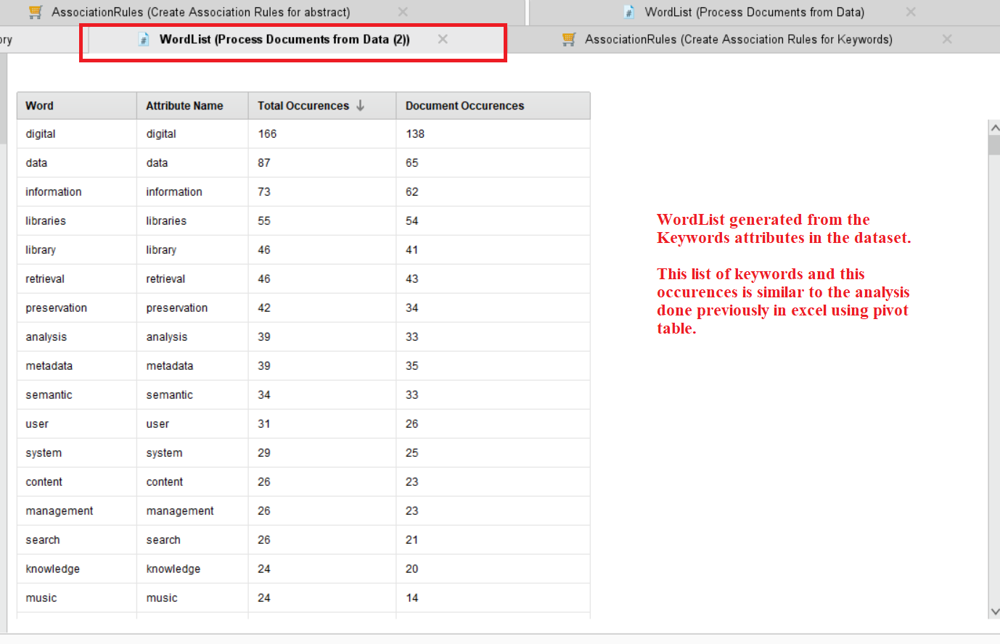 AssociationRules (Create Association Rules for abstract)
WordList (Process Documents from Data)
ory
WordList (Process Documents from Data (2))
AssociationRules (Create Association Rules for Keywords)
Word Attribute Name Total Occurences Document Occurences
digital digital 166 138
data data 87 65
information information 73 62
libraries libraries 55 54
library library 46 41
retrieval retrieval 46 43
preservation preservation 42 34
analysis analysis 39 33
metadata metadata 39 35
semantic semantic 34 33
user user 31 26
system system 29 25
content content 26 23
management management 26 23
search search 26 21
knowledge knowledge 24 20
music music 24 14
WordList generated from the
Keywords attributes in the dataset.
This list of keywords and this
occurences is similar to the analysis
done previously in excel using pivot
table.